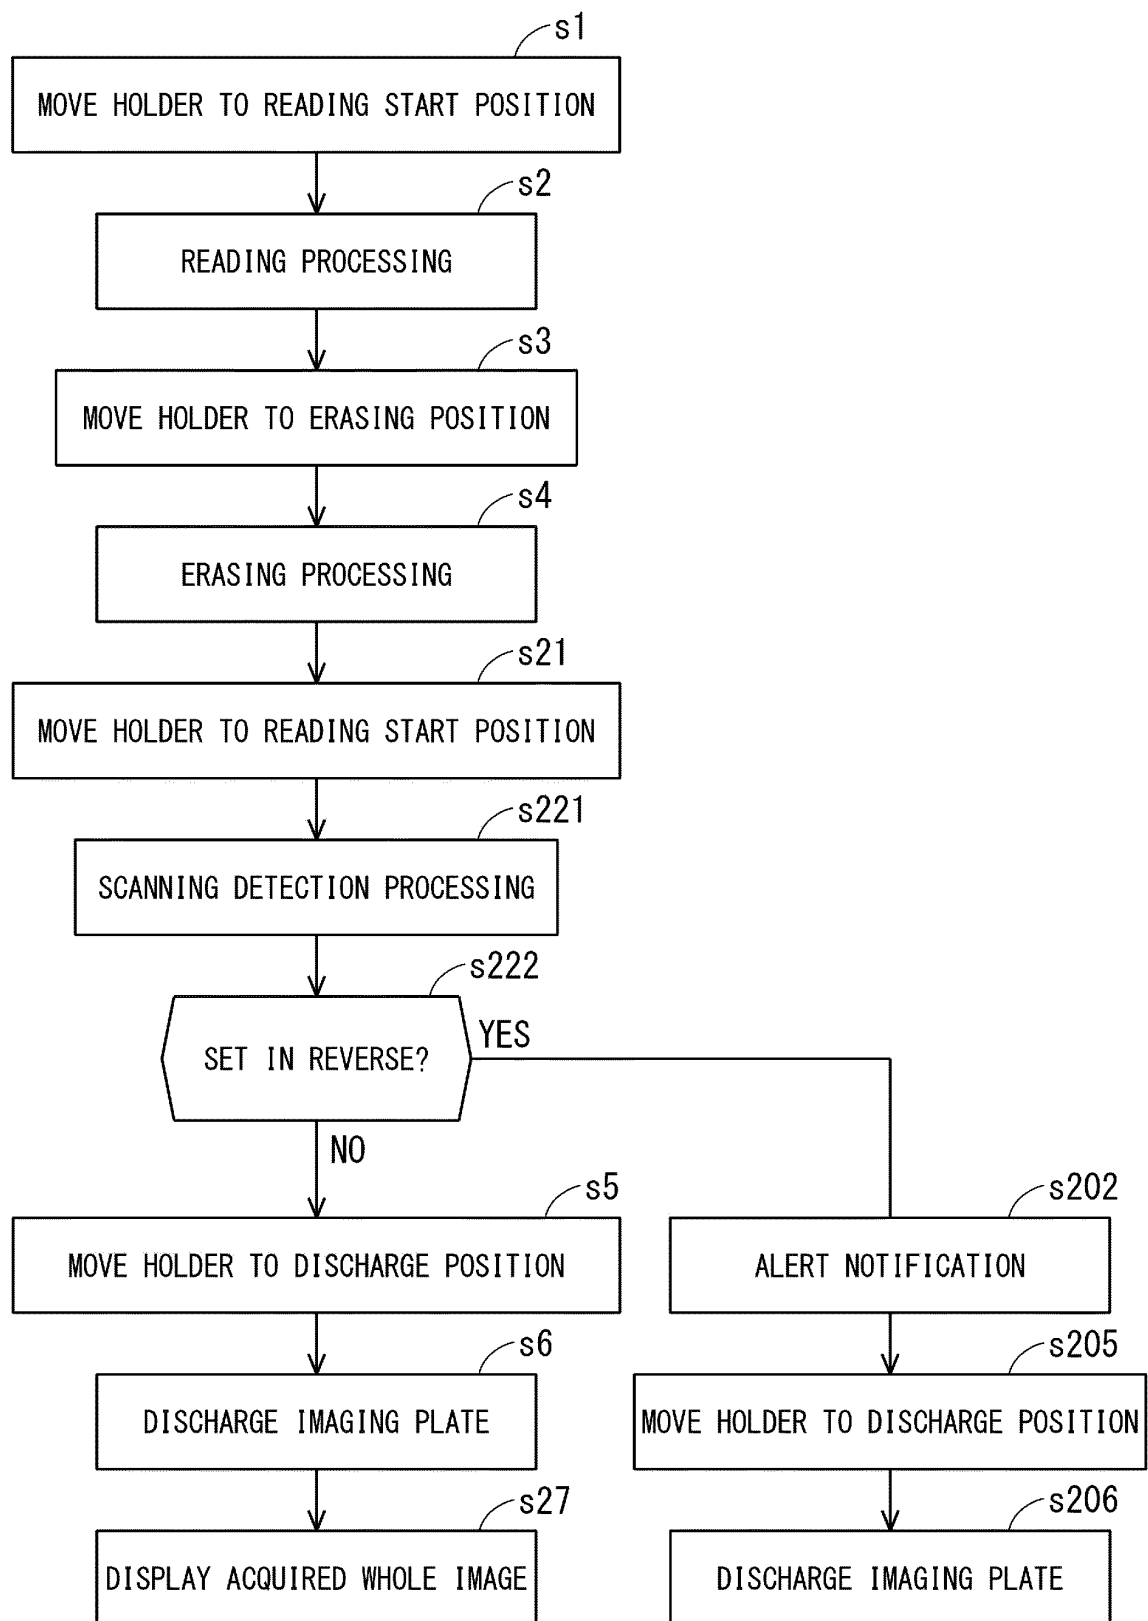 s1
MOVE HOLDER TO READING START POSITION
s2
READING PROCESSING
s3
MOVE HOLDER TO ERASING POSITION
s4
ERASING PROCESSING
s21
MOVE HOLDER TO READING START POSITION
s221
SCANNING DETECTION PROCESSING
s222
SET IN REVERSE?
YES
NO
s5
MOVE HOLDER TO DISCHARGE POSITION
s6
DISCHARGE IMAGING PLATE
s27
DISPLAY ACQUIRED WHOLE IMAGE
s202
ALERT NOTIFICATION
s205
MOVE HOLDER TO DISCHARGE POSITION
s206
DISCHARGE IMAGING PLATE